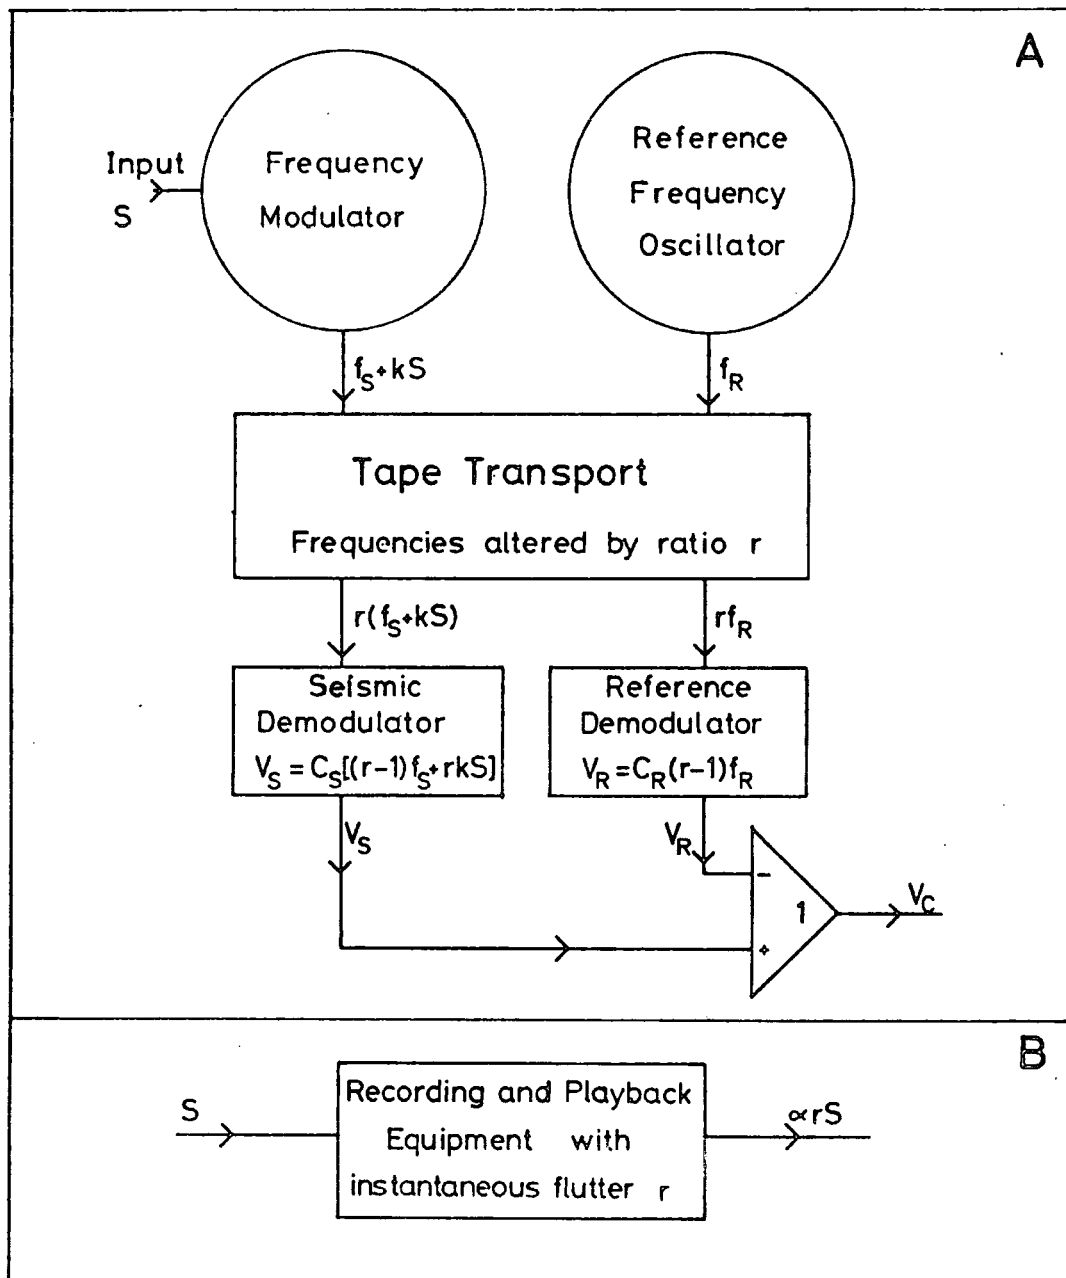 A
Input
S
Frequency
Modulator
Reference
Frequency
Oscillator
f_S+kS
f_R
Tape Transport
Frequencies altered by ratio r
r(f_S+kS)
rf_R
Seismic
Demodulator
V_S = C_S[(r-1)f_S+rkS]
Reference
Demodulator
V_R=C_R(r-1)f_R
V_S
V_R
-
1
+
V_C
B
S
Recording and Playback
Equipment with
instantaneous flutter r
∝rS